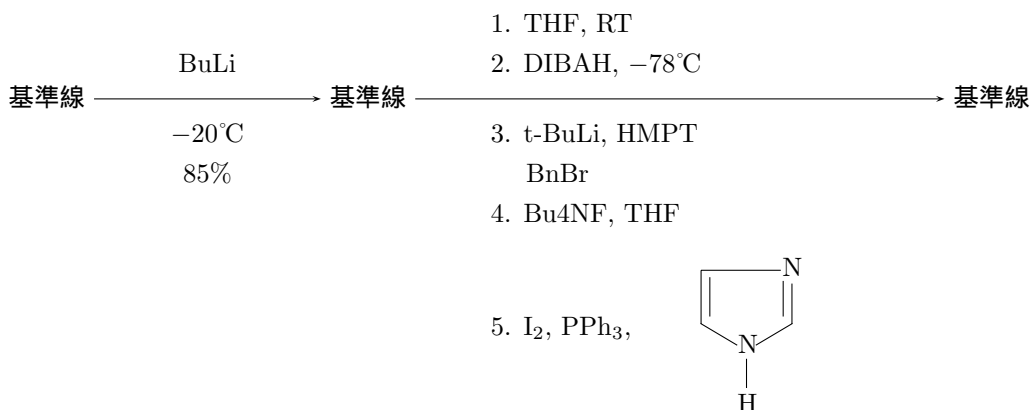 1. THF, RT
BuLi
2. DIBAH, −78℃
基準線 基準線 基準線
−20℃
3. t-BuLi, HMPT
85%
BnBr
4. Bu4NF, THF
N
5. I₂, PPh₃,
N
H